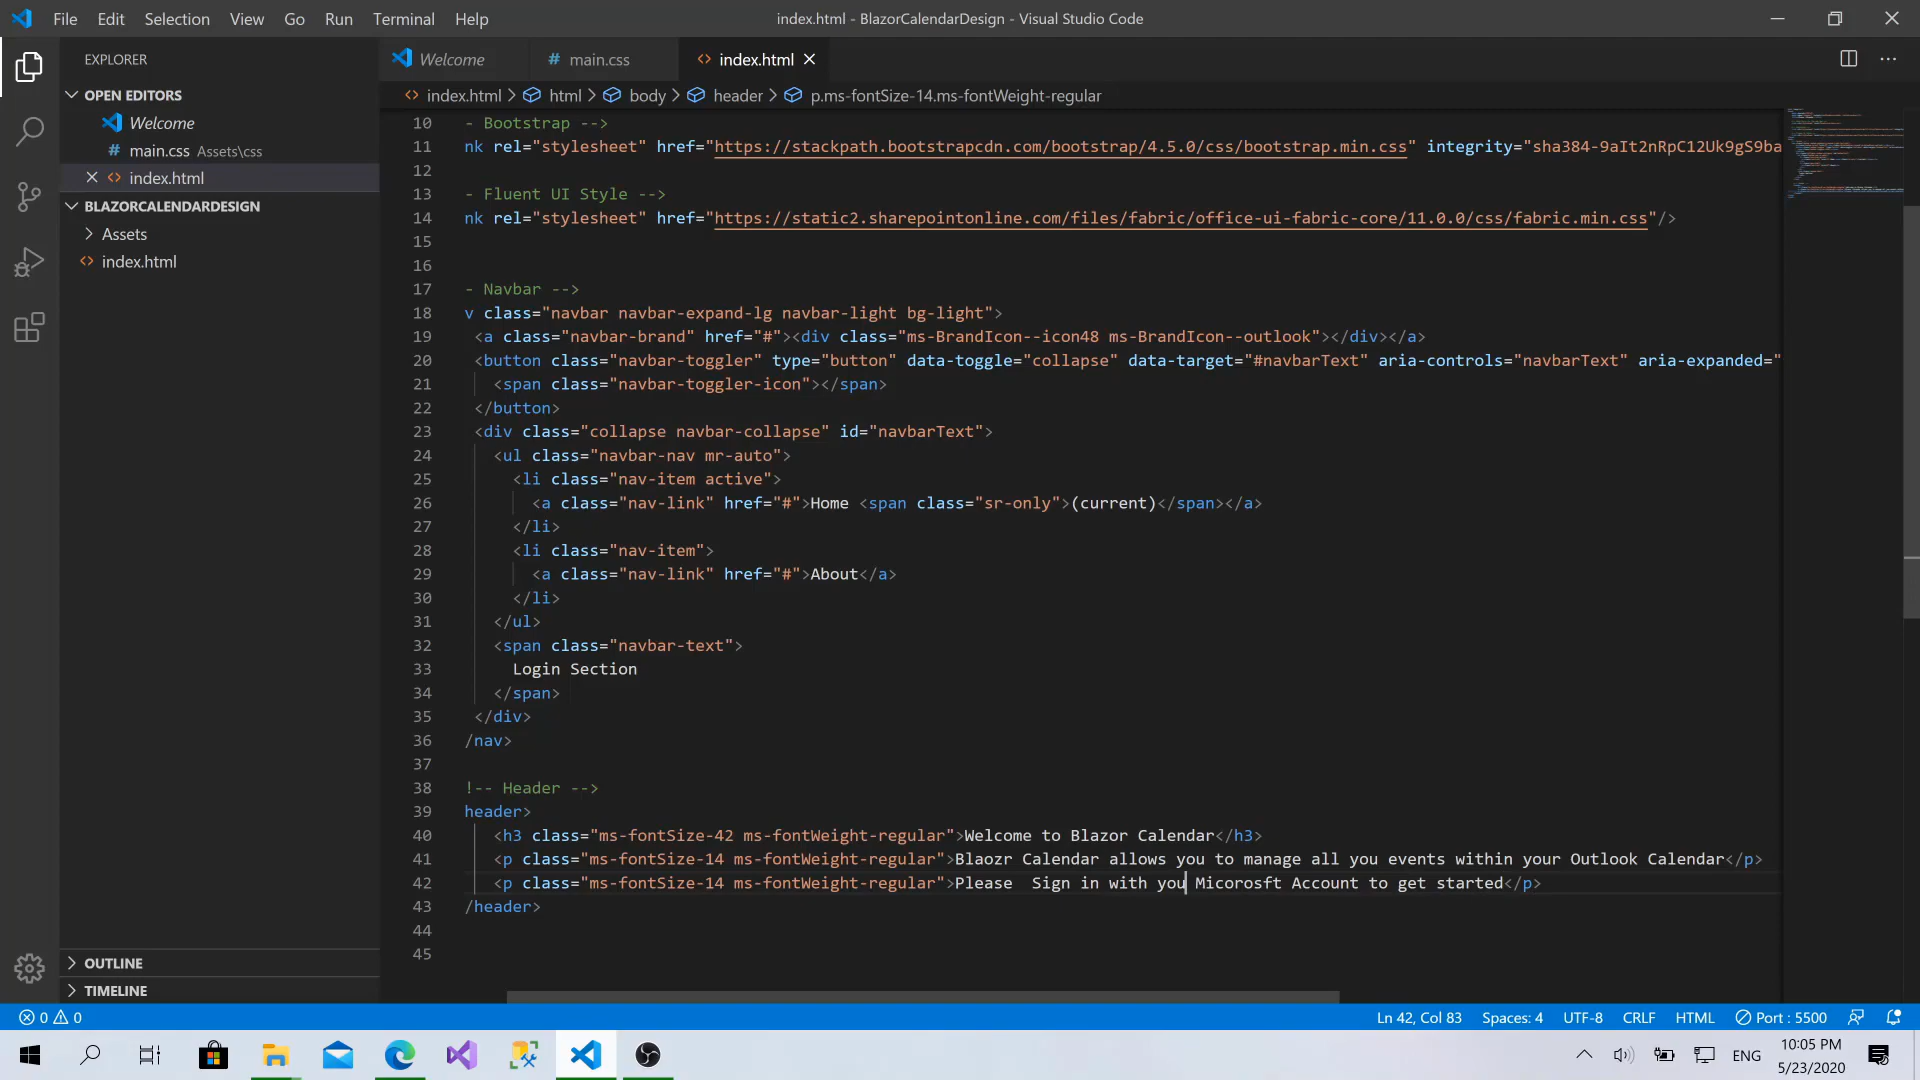 File Edit Selection View Go Run Terminal Help
index.html - BlazorCalendarDesign - Visual Studio Code
EXPLORER
OPEN EDITORS
Welcome
# main.css Assets\css
index.html
BLAZORCALENDARDESIGN
Assets
index.html
OUTLINE
TIMELINE
Welcome # main.css <> index.html
<> index.html > html > body > header > p.ms-fontSize-14.ms-fontWeight-regular
10 - Bootstrap -->
11 nk rel="stylesheet" href="https://stackpath.bootstrapcdn.com/bootstrap/4.5.0/css/bootstrap.min.css" integrity="sha384-9aIt2nRpC12Uk9gS9ba
12
13 - Fluent UI Style -->
14 nk rel="stylesheet" href="https://static2.sharepointonline.com/files/fabric/office-ui-fabric-core/11.0.0/css/fabric.min.css"/>
15
16
17 - Navbar -->
18 v class="navbar navbar-expand-lg navbar-light bg-light">
19 <a class="navbar-brand" href="#"><div class="ms-BrandIcon--icon48 ms-BrandIcon--outlook"></div></a>
20 <button class="navbar-toggler" type="button" data-toggle="collapse" data-target="#navbarText" aria-controls="navbarText" aria-expanded="
21 <span class="navbar-toggler-icon"></span>
22 </button>
23 <div class="collapse navbar-collapse" id="navbarText">
24 <ul class="navbar-nav mr-auto">
25 <li class="nav-item active">
26 <a class="nav-link" href="#">Home <span class="sr-only">(current)</span></a>
27 </li>
28 <li class="nav-item">
29 <a class="nav-link" href="#">About</a>
30 </li>
31 </ul>
32 <span class="navbar-text">
33 Login Section
34 </span>
35 </div>
36 /nav>
37
38 !-- Header -->
39 header>
40 <h3 class="ms-fontSize-42 ms-fontWeight-regular">Welcome to Blazor Calendar</h3>
41 <p class="ms-fontSize-14 ms-fontWeight-regular">Blaozr Calendar allows you to manage all you events within your Outlook Calendar</p>
42 <p class="ms-fontSize-14 ms-fontWeight-regular">Please  Sign in with you Micorosft Account to get started</p>
43 /header>
44
45
0 0
Ln 42, Col 83 Spaces: 4 UTF-8 CRLF HTML Port : 5500
ENG
10:05 PM
5/23/2020